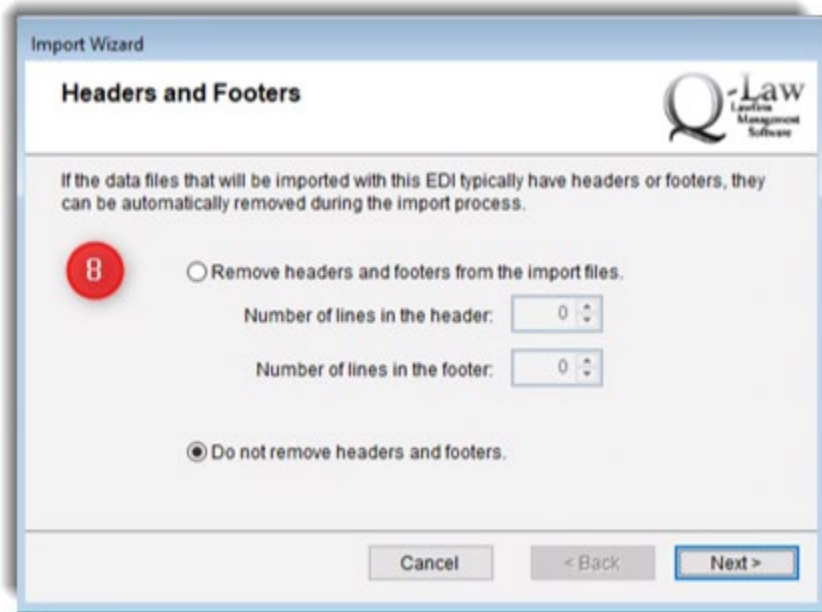 Import Wizard
Headers and Footers
Q-Law
Lawfirm
Management
Software
If the data files that will be imported with this EDI typically have headers or footers, they
can be automatically removed during the import process.
8
Remove headers and footers from the import files.
Number of lines in the header: 0
Number of lines in the footer: 0
Do not remove headers and footers.
Cancel < Back Next >